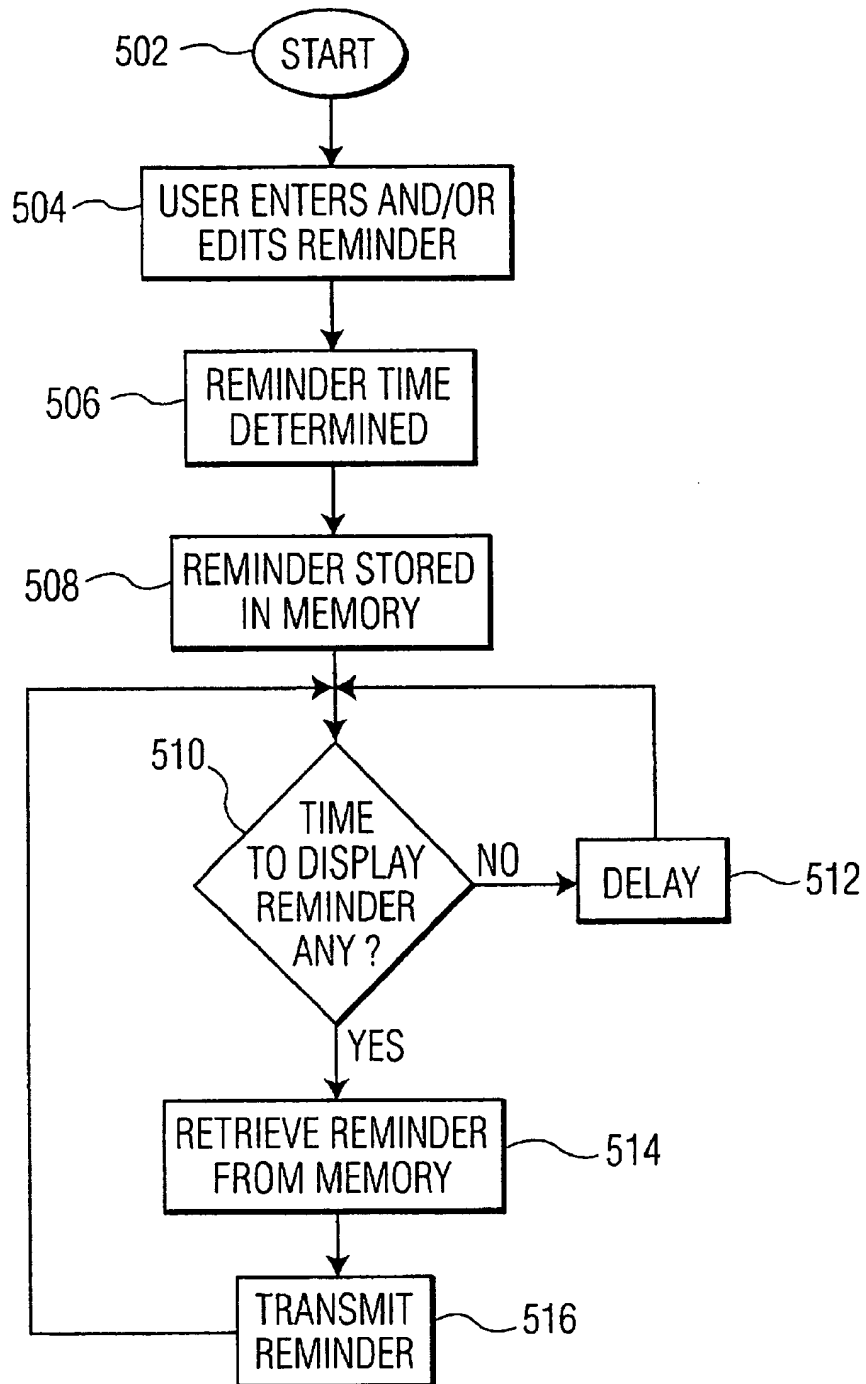 502
START
504
USER ENTERS AND/OR
EDITS REMINDER
506
REMINDER TIME
DETERMINED
508
REMINDER STORED
IN MEMORY
510
TIME
TO DISPLAY
REMINDER
ANY ?
NO
DELAY
512
YES
RETRIEVE REMINDER
FROM MEMORY
514
TRANSMIT
REMINDER
516